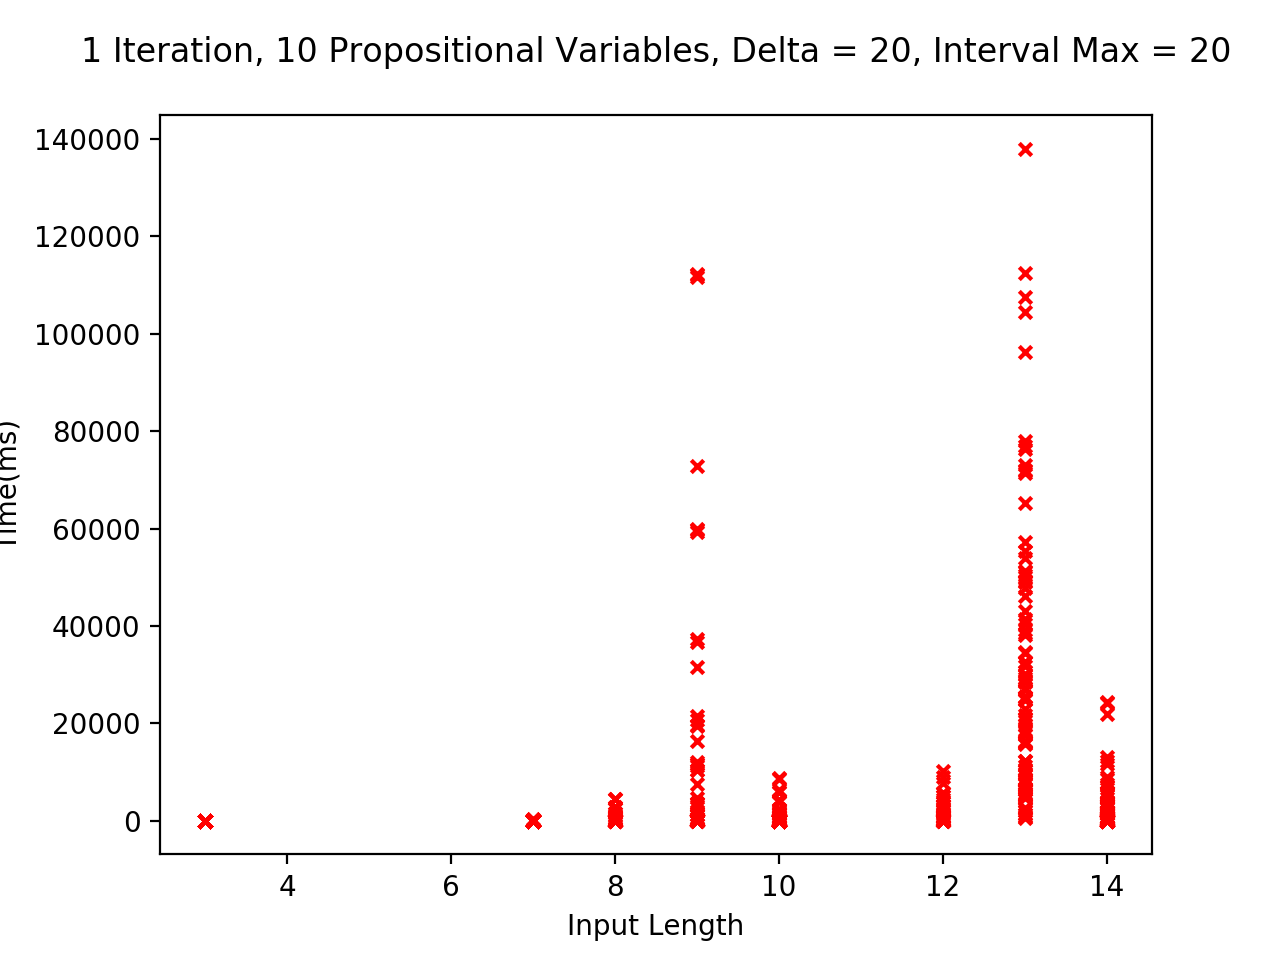 1 Iteration, 10 Propositional Variables, Delta = 20, Interval Max = 20
140000
120000
100000
80000
60000
40000
20000
0
Time(ms)
4 6 8 10 12 14
Input Length